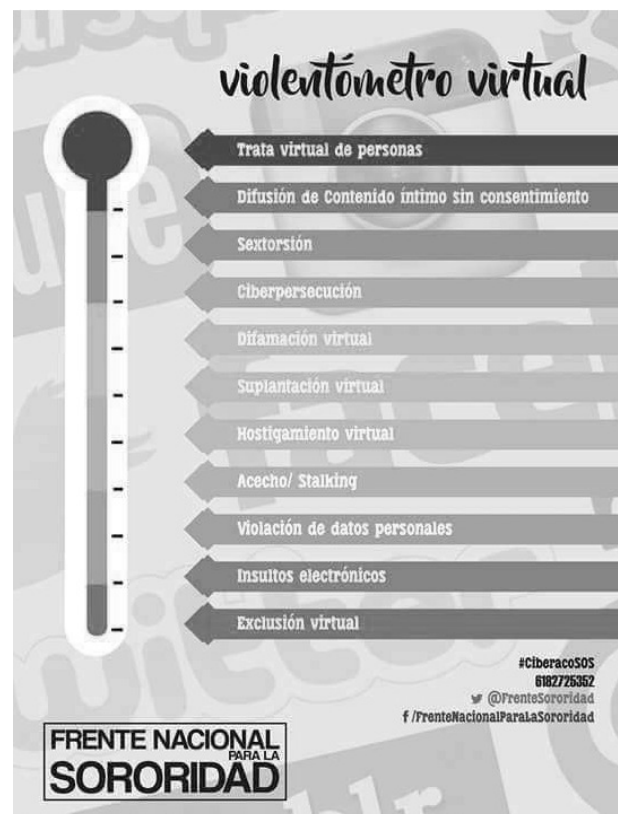 violentómetro virtual
Trata virtual de personas
Difusión de Contenido íntimo sin consentimiento
Sextorsión
Ciberpersecución
Difamación virtual
Suplantación virtual
Hostigamiento virtual
Acecho/ Stalking
Violación de datos personales
Insultos electrónicos
Exclusión virtual
#CiberacoSOS
6182725352
@FrenteSororidad
f /FrenteNacionalParaLaSororidad
FRENTE NACIONAL
PARA LA
SORORIDAD